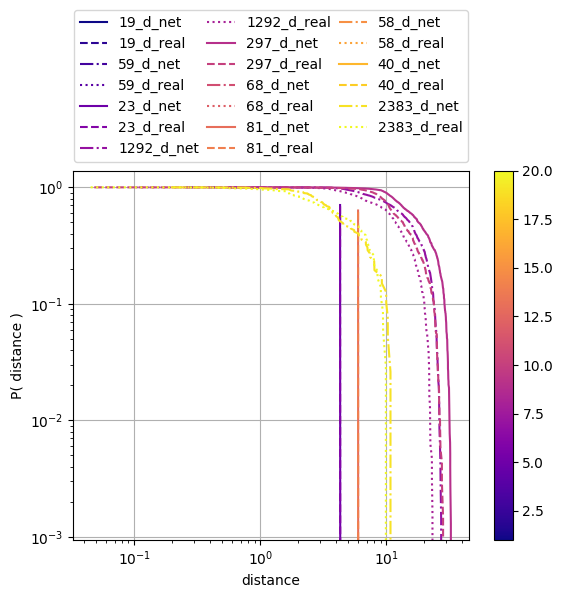 19_d_net
19_d_real
59_d_net
59_d_real
23_d_net
23_d_real
1292_d_net
1292_d_real
297_d_net
297_d_real
68_d_net
68_d_real
81_d_net
81_d_real
58_d_net
58_d_real
40_d_net
40_d_real
2383_d_net
2383_d_real
P( distance )
10⁰
10⁻¹
10⁻²
10⁻³
10⁻¹
10⁰
10¹
distance
20.0
17.5
15.0
12.5
10.0
7.5
5.0
2.5